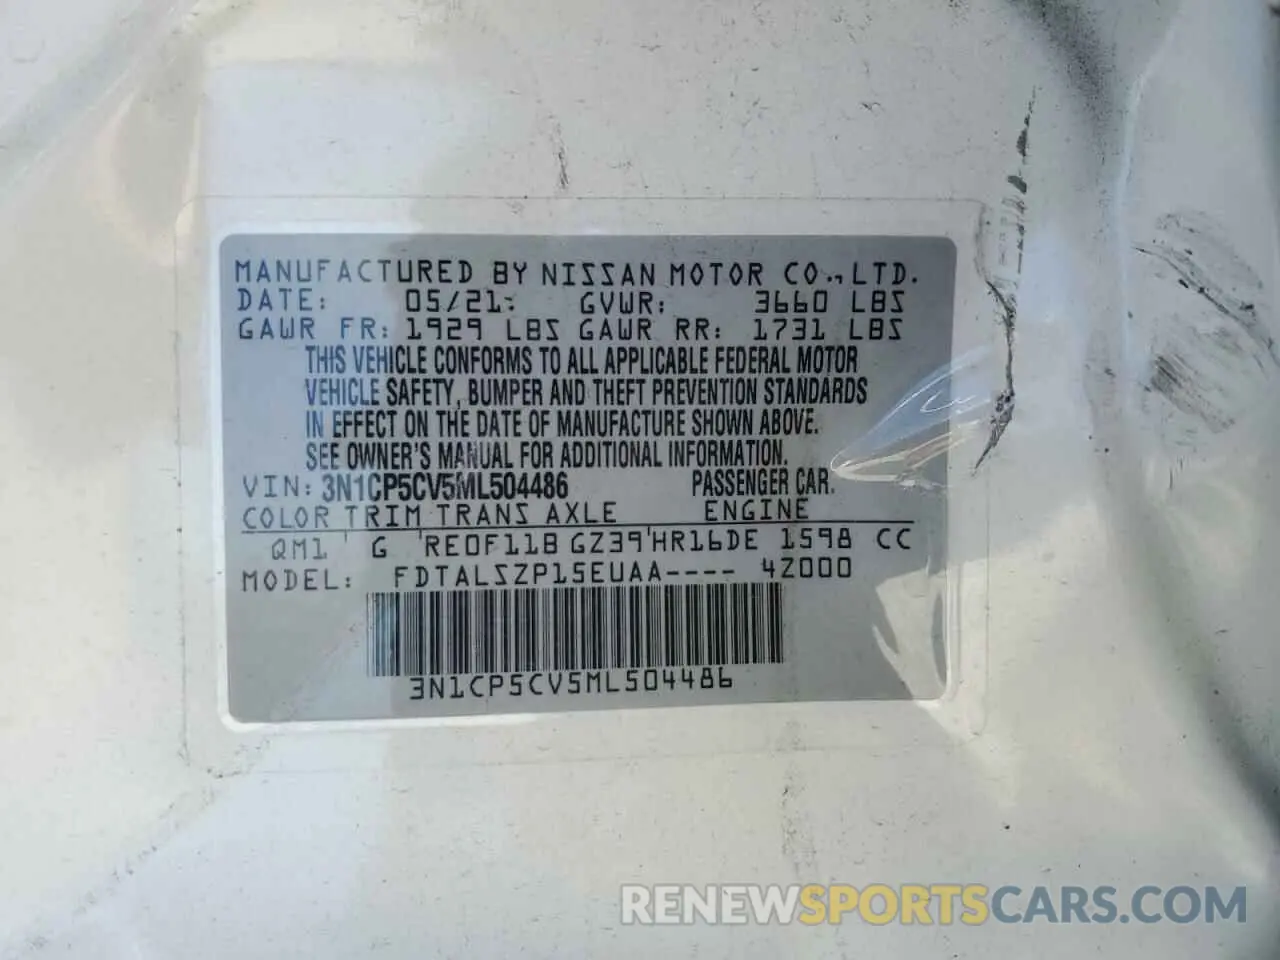 MANUFACTURED BY NISSAN MOTOR CO., LTD.
DATE: 05/21 GVWR: 3660 LBS
GAWR FR: 1929 LBS GAWR RR: 1731 LBS
THIS VEHICLE CONFORMS TO ALL APPLICABLE FEDERAL MOTOR
VEHICLE SAFETY, BUMPER AND THEFT PREVENTION STANDARDS
IN EFFECT ON THE DATE OF MANUFACTURE SHOWN ABOVE.
SEE OWNER'S MANUAL FOR ADDITIONAL INFORMATION.
VIN: 3N1CP5CV5ML504486 PASSENGER CAR.
COLOR TRIM TRANS AXLE ENGINE
QM1 G RE0F11B GZ39 HR16DE 1598 CC
MODEL: FDTALSZP15EUAA---- 4Z000
3N1CP5CV5ML504486
RENEWSPORTSCARS.COM